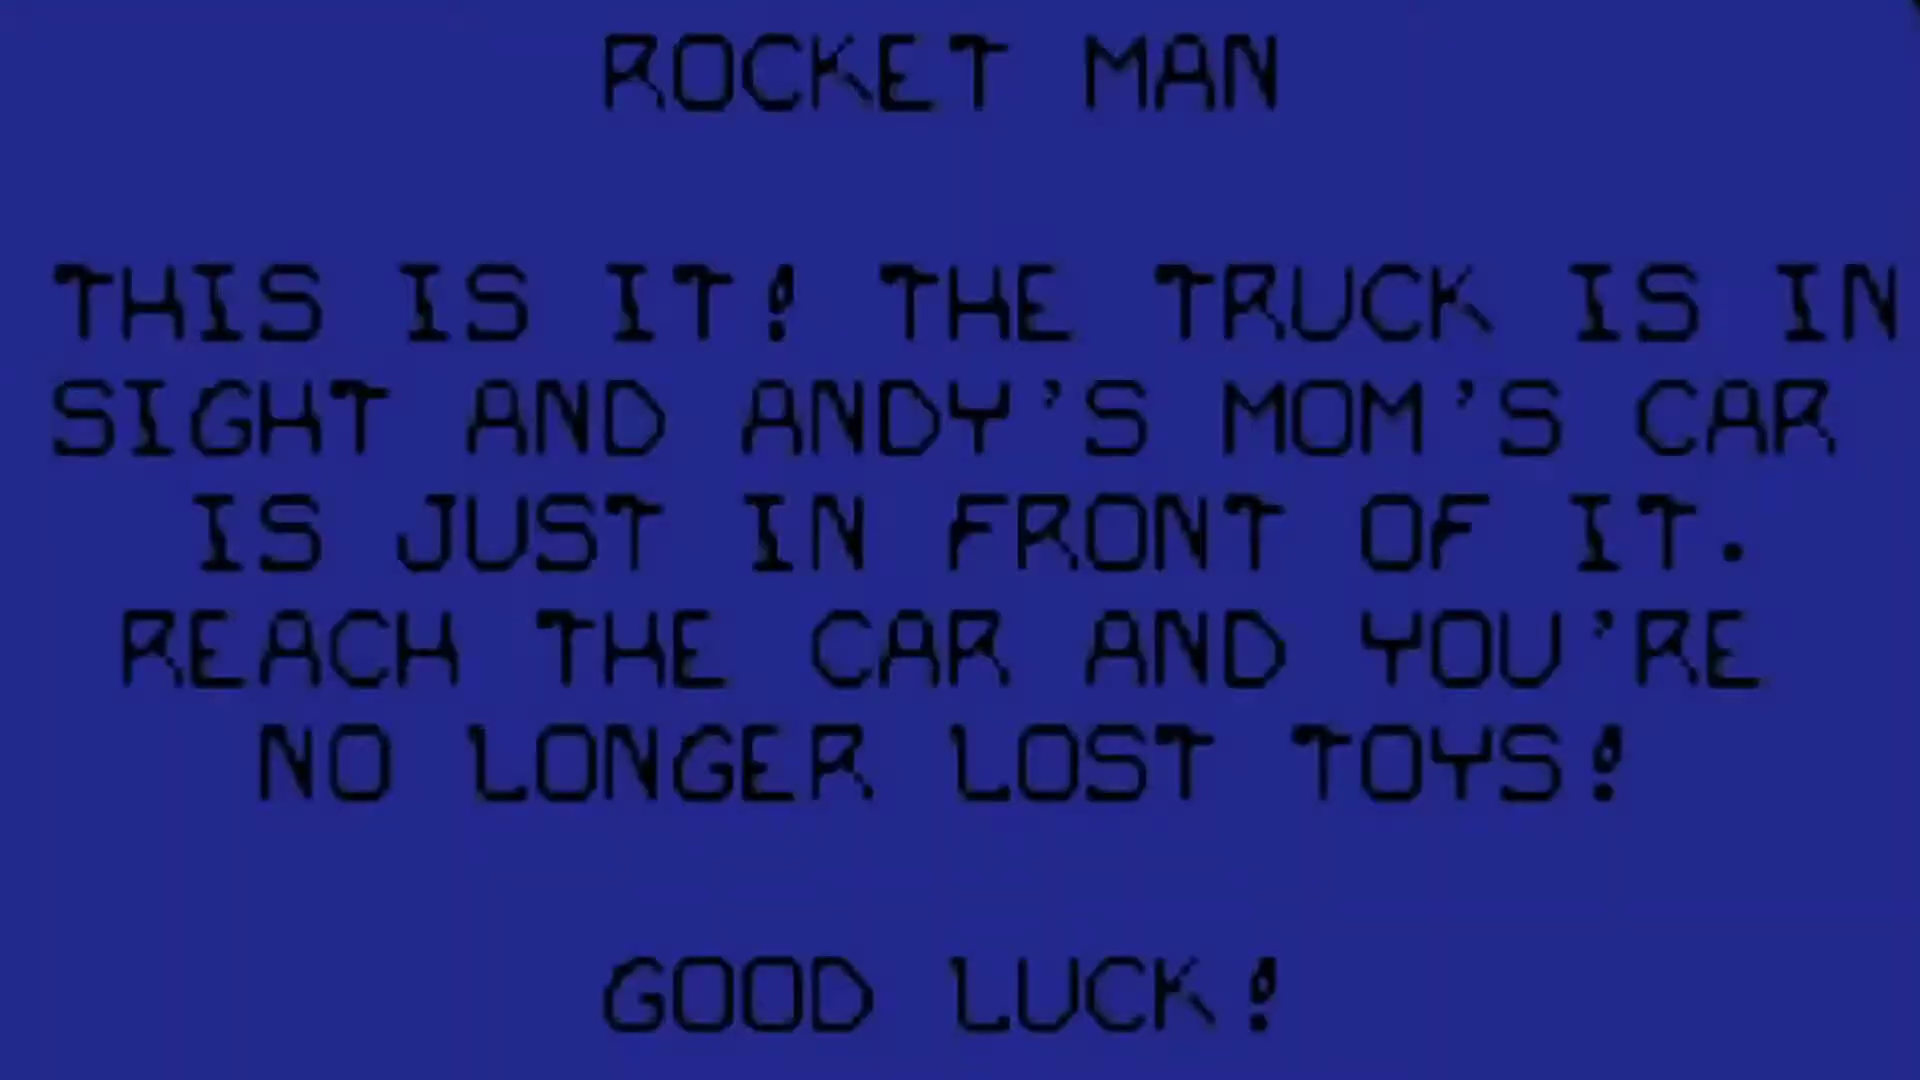 ROCKET MAN
THIS IS IT! THE TRUCK IS IN
SIGHT AND ANDY'S MOM'S CAR
IS JUST IN FRONT OF IT.
REACH THE CAR AND YOU'RE
NO LONGER LOST TOYS!
GOOD LUCK!